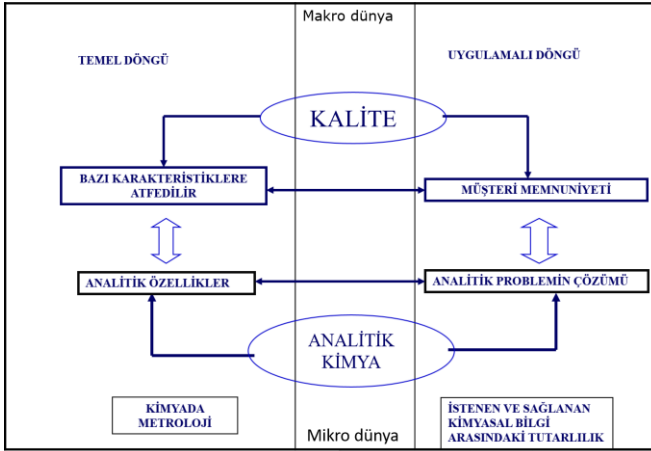 Makro dünya
TEMEL DÖNGÜ
UYGULAMALI DÖNGÜ
KALİTE
BAZI KARAKTERİSTİKLERE
ATFEDİLİR
MÜŞTERİ MEMNUNİYETİ
ANALİTİK ÖZELLİKLER
ANALİTİK PROBLEMİN ÇÖZÜMÜ
ANALİTİK
KİMYA
KİMYADA
METROLOJİ
İSTENEN VE SAĞLANAN
KİMYASAL BİLGİ
ARASINDAKİ TUTARLILIK
Mikro dünya